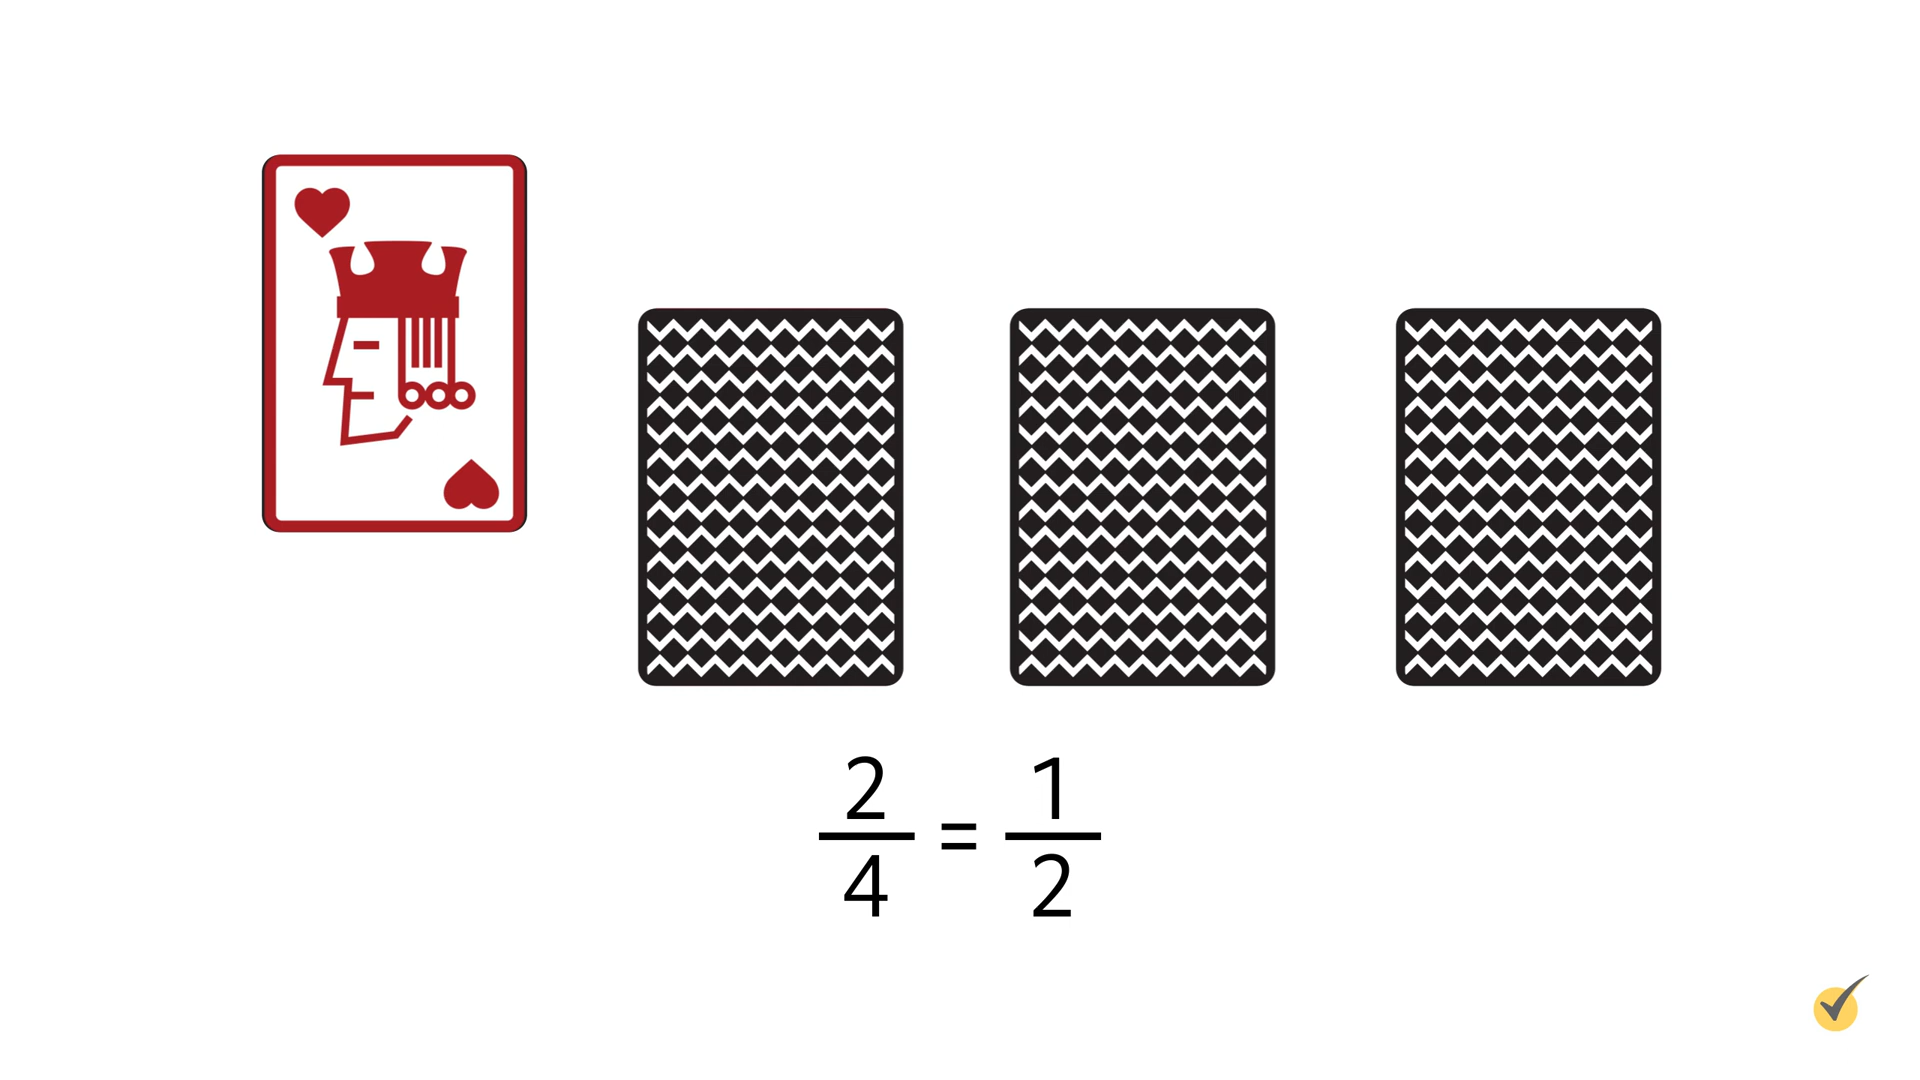 2/4 = 1/2